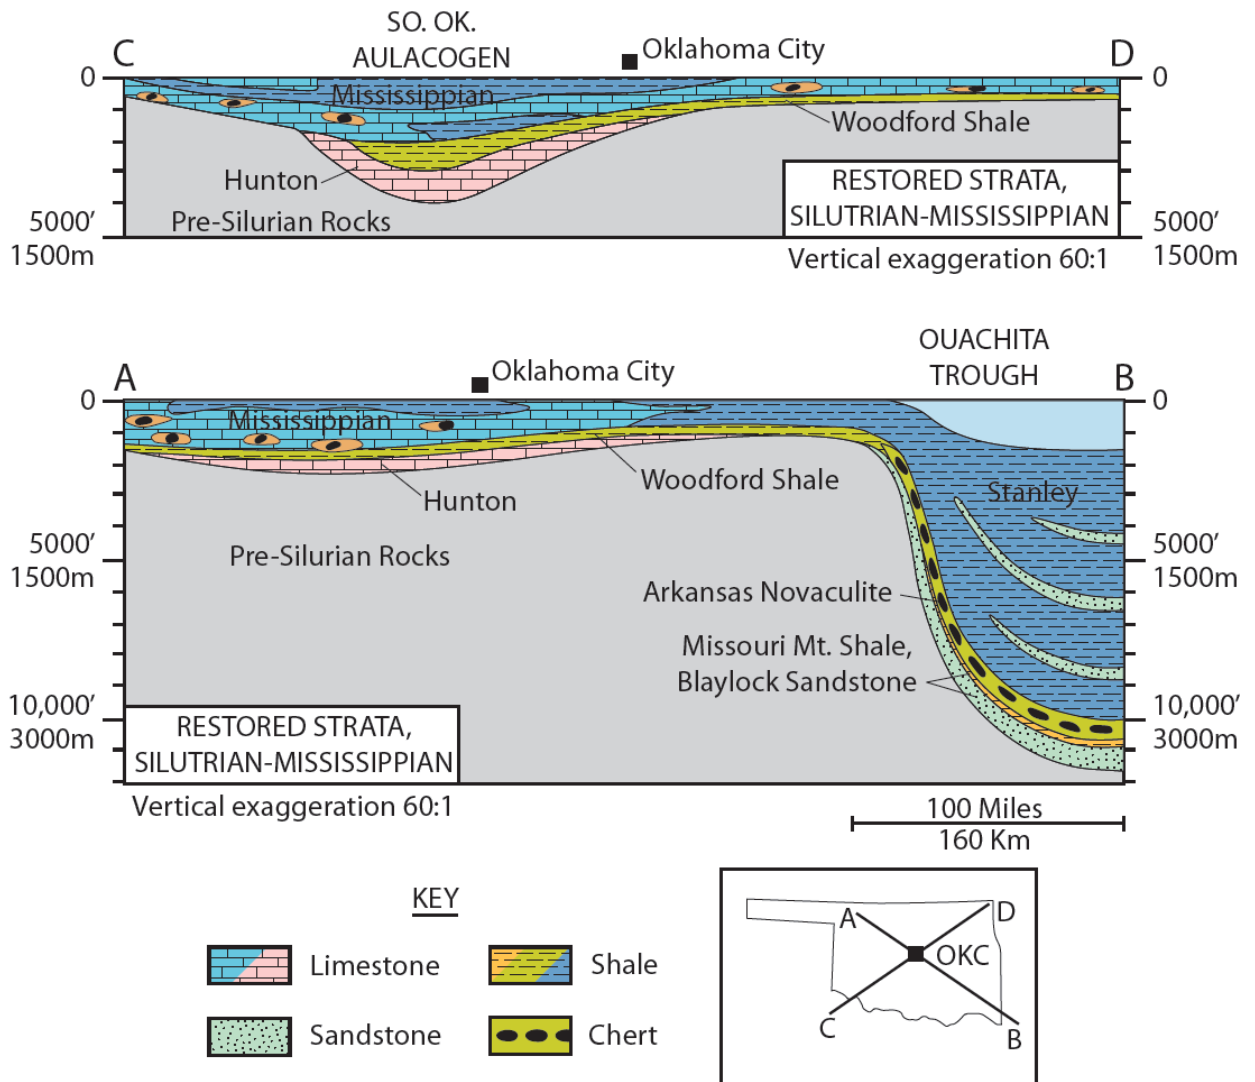 SO. OK.
AULACOGEN
C
Oklahoma City
D
0
0
Mississippian
Woodford Shale
Hunton
Pre-Silurian Rocks
RESTORED STRATA,
SILUTRIAN-MISSISSIPPIAN
5000'
1500m
5000'
1500m
Vertical exaggeration 60:1
OUACHITA
TROUGH
A
Oklahoma City
B
0
0
Mississippian
Woodford Shale
Hunton
Stanley
Pre-Silurian Rocks
5000'
1500m
5000'
1500m
Arkansas Novaculite
Missouri Mt. Shale,
Blaylock Sandstone
10,000'
3000m
10,000'
3000m
RESTORED STRATA,
SILUTRIAN-MISSISSIPPIAN
Vertical exaggeration 60:1
100 Miles
160 Km
KEY
Limestone
Shale
Sandstone
Chert
A
D
OKC
C
B